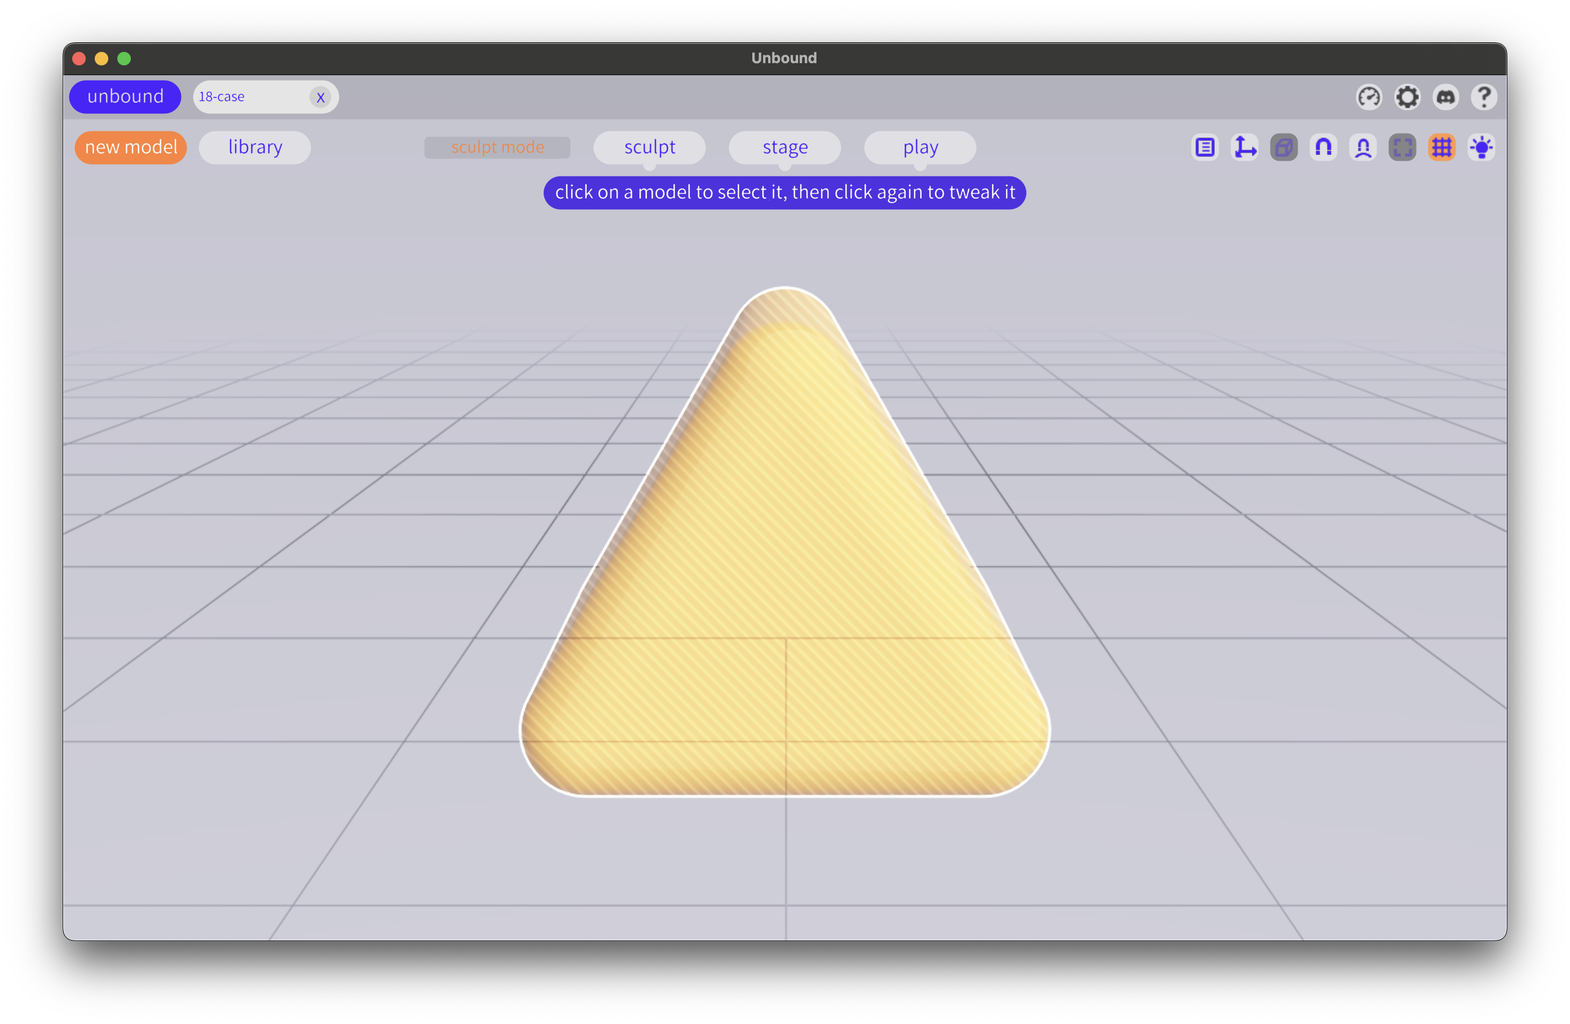 Unbound
unbound
18-case
X
?
new model
library
sculpt mode
sculpt
stage
play
click on a model to select it, then click again to tweak it